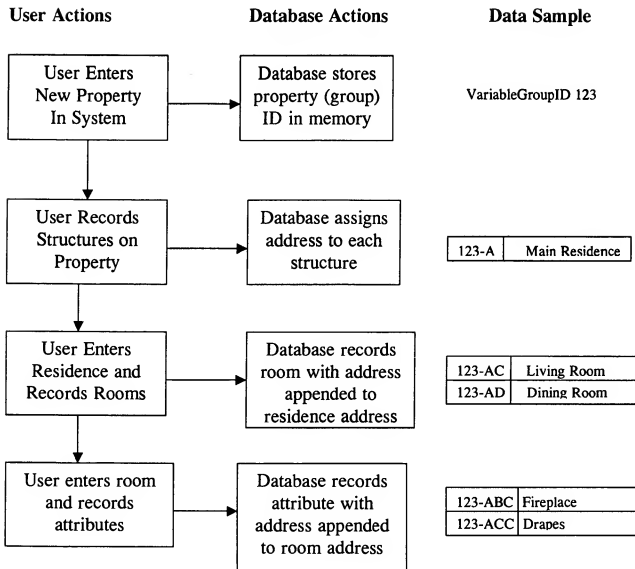 User Actions
Database Actions
Data Sample
User Enters
New Property
In System
Database stores
property (group)
ID in memory
VariableGroupID 123
User Records
Structures on
Property
Database assigns
address to each
structure
123-A Main Residence
User Enters
Residence and
Records Rooms
Database records
room with address
appended to
residence address
123-AC Living Room
123-AD Dining Room
User enters room
and records
attributes
Database records
attribute with
address appended
to room address
123-ABC Fireplace
123-ACC Drapes